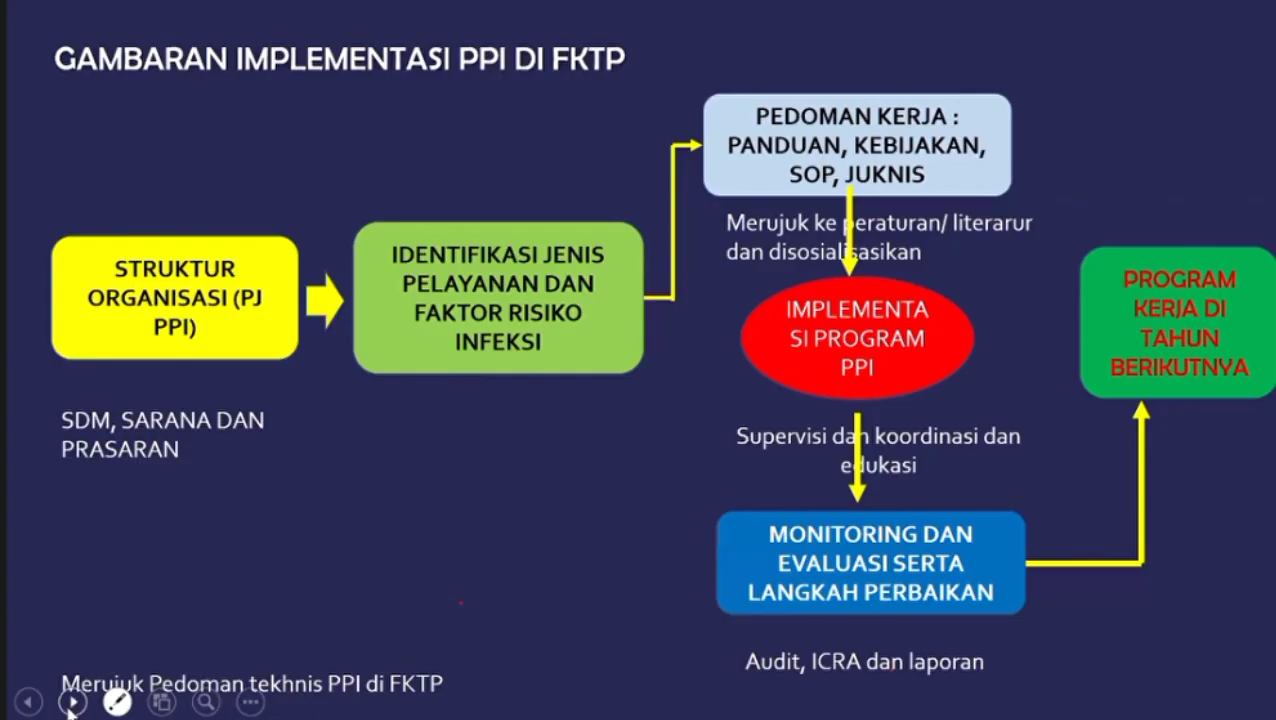 GAMBARAN IMPLEMENTASI PPI DI FKTP
STRUKTUR
ORGANISASI (PJ
PPI)
SDM, SARANA DAN
PRASARAN
IDENTIFIKASI JENIS
PELAYANAN DAN
FAKTOR RISIKO
INFEKSI
PEDOMAN KERJA :
PANDUAN, KEBIJAKAN,
SOP, JUKNIS
Merujuk ke peraturan/ literarur
dan disosialisasikan
IMPLEMENTA
SI PROGRAM
PPI
Supervisi dan koordinasi dan
edukasi
MONITORING DAN
EVALUASI SERTA
LANGKAH PERBAIKAN
Audit, ICRA dan laporan
PROGRAM
KERJA DI
TAHUN
BERIKUTNYA
Merujuk Pedoman tekhnis PPI di FKTP